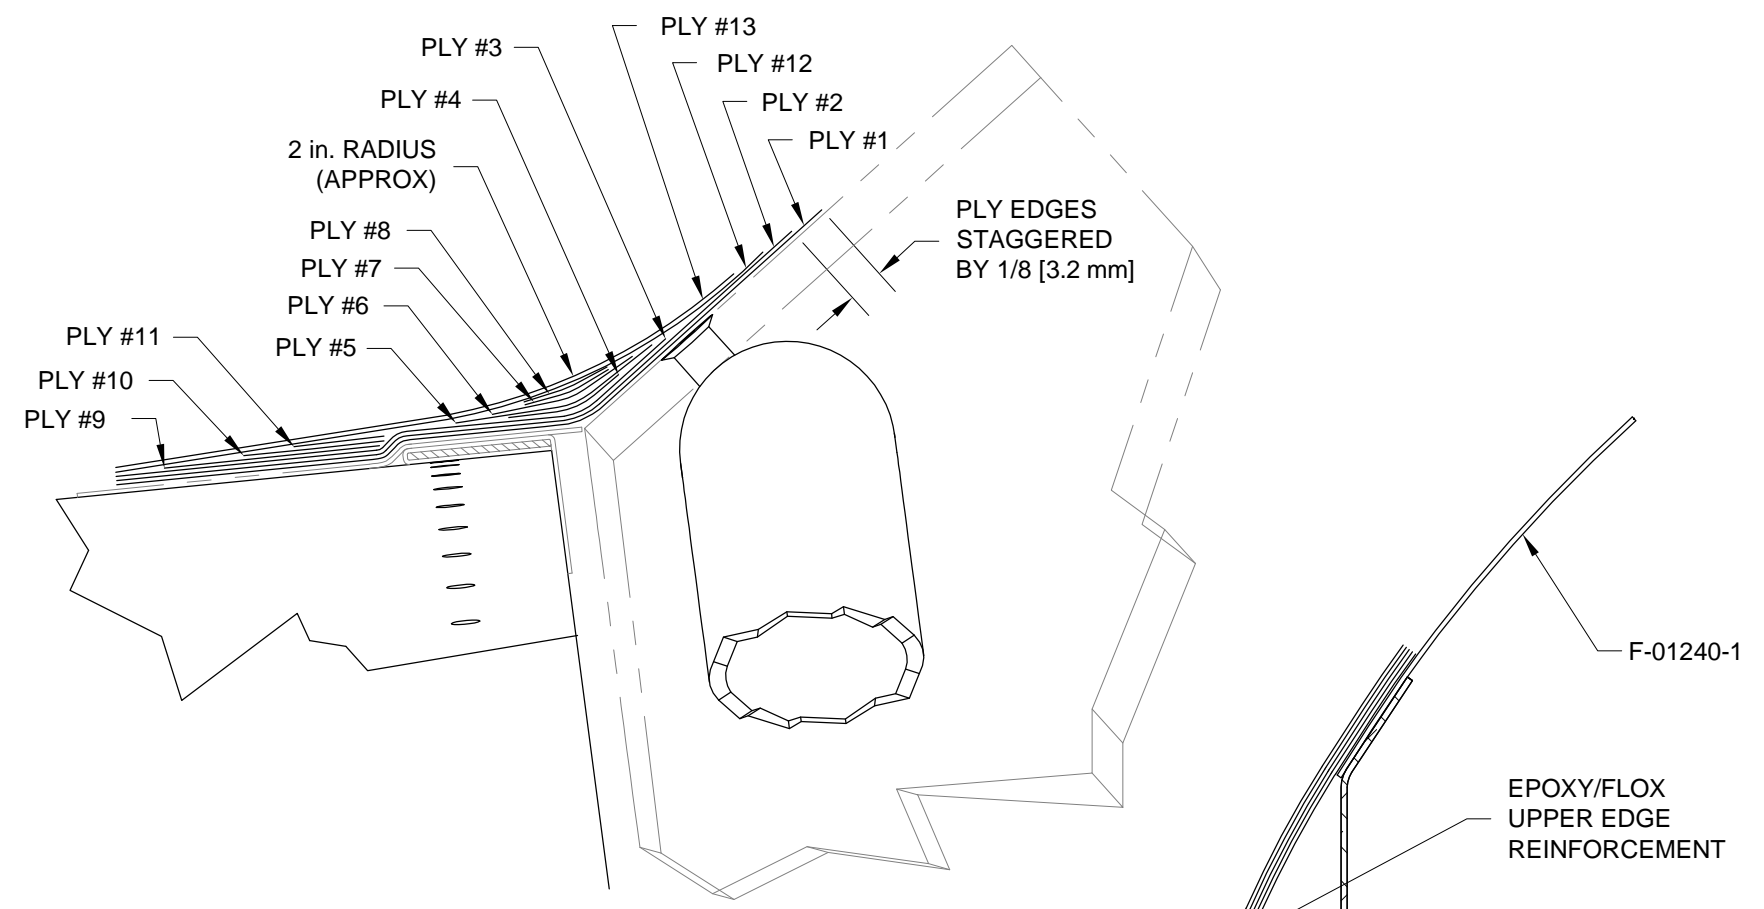 PLY #13
PLY #3
PLY #12
PLY #4
PLY #2
PLY #1
2 in. RADIUS
(APPROX)
PLY EDGES
STAGGERED
BY 1/8 [3.2 mm]
PLY #8
PLY #7
PLY #6
PLY #11
PLY #5
PLY #10
PLY #9
F-01240-1
EPOXY/FLOX
UPPER EDGE
REINFORCEMENT